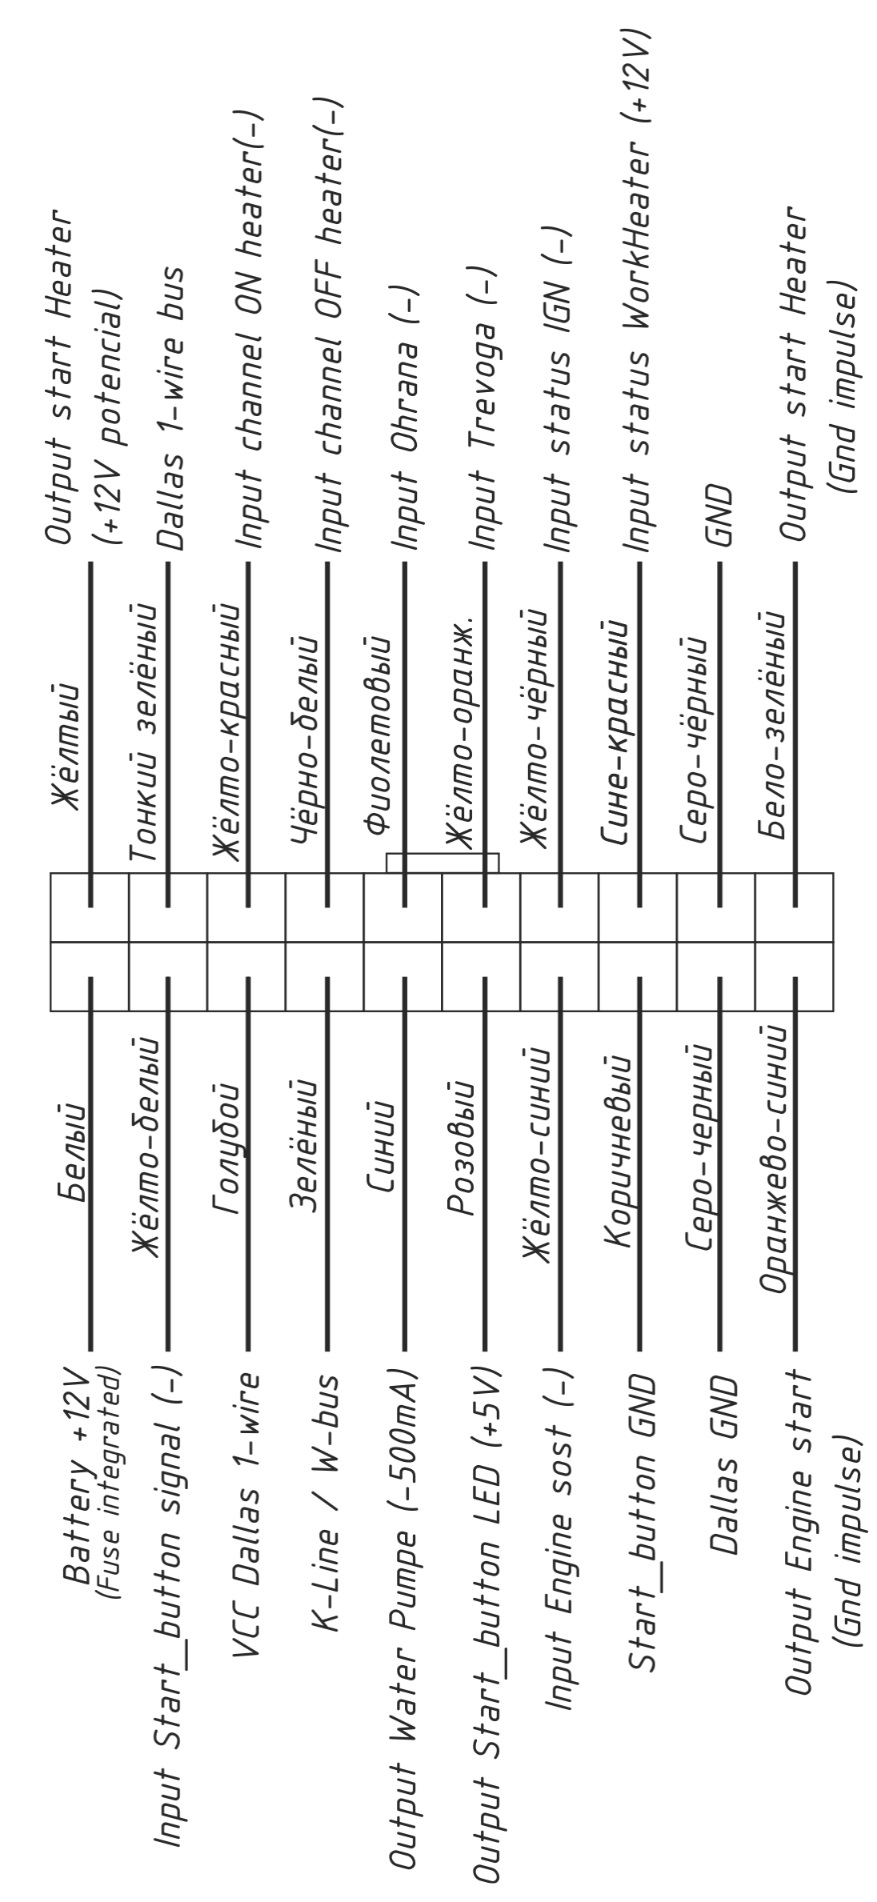 Output start Heater
(+12V potencial)
Dallas 1-wire bus
Input channel ON heater(-)
Input channel OFF heater(-)
Input Ohrana (-)
Input Trevoga (-)
Input status IGN (-)
Input status WorkHeater (+12V)
GND
Output start Heater
(Gnd impulse)
Жёлтый
Тонкий зелёный
Жёлто-красный
Чёрно-белый
Фиолетовый
Жёлто-оранж.
Жёлто-чёрный
Сине-красный
Серо-чёрный
Бело-зелёный
Белый
Жёлто-белый
Голубой
Зелёный
Синий
Розовый
Жёлто-синий
Коричневый
Серо-черный
Оранжево-синий
Battery +12V
(Fuse integrated)
Input Start_button signal (-)
VCC Dallas 1-wire
K-Line / W-bus
Output Water Pumpe (-500mA)
Output Start_button LED (+5V)
Input Engine sost (-)
Start_button GND
Dallas GND
Output Engine start
(Gnd impulse)